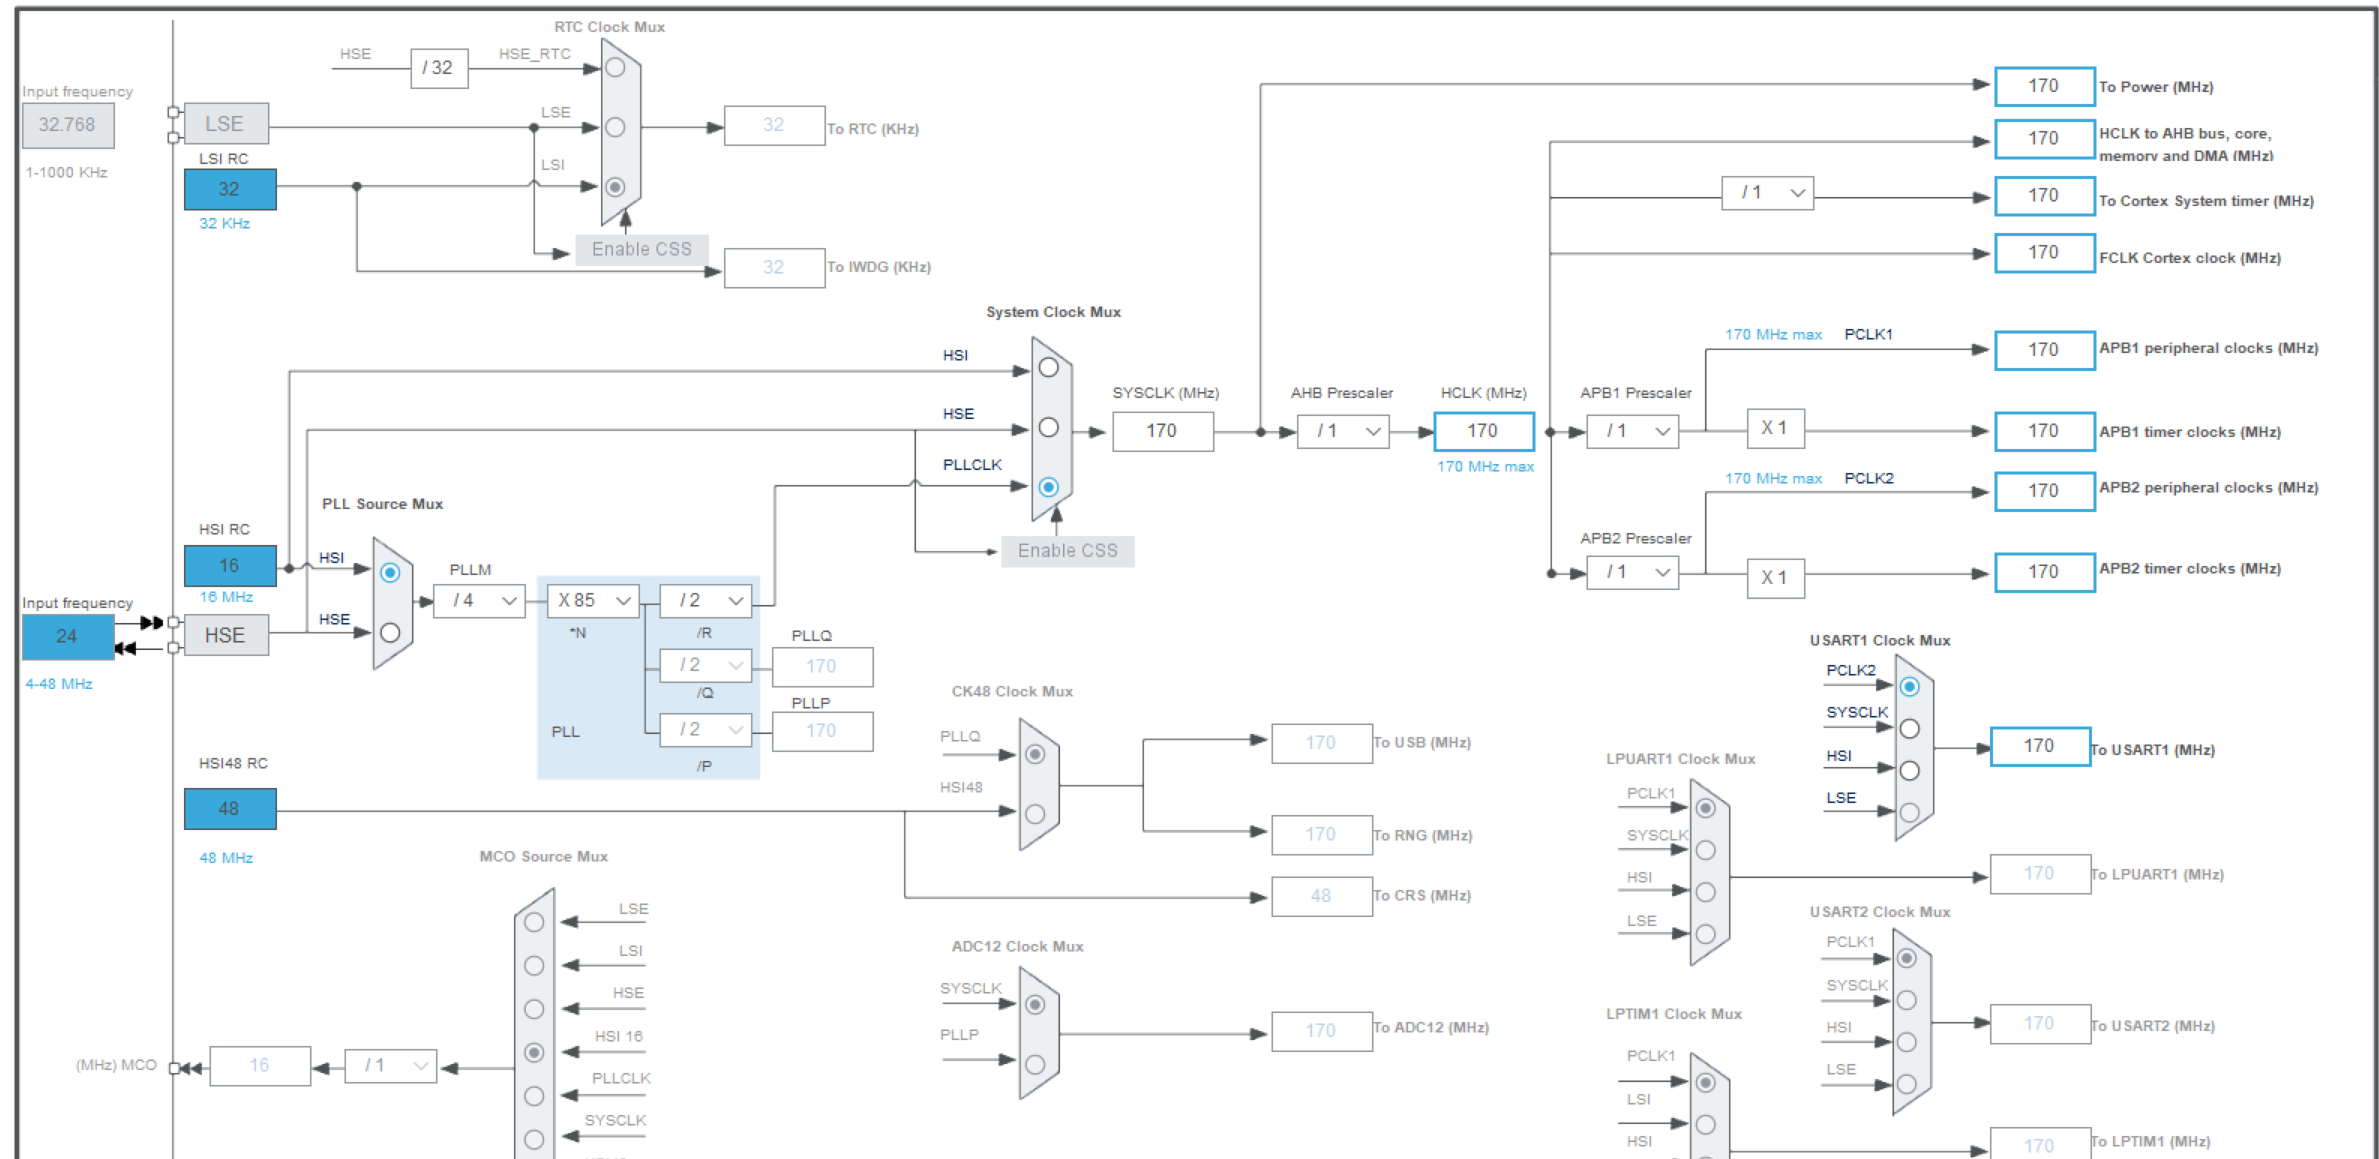 RTC Clock Mux
HSE
/ 32
HSE_RTC
Input frequency
32.768
1-1000 KHz
LSE
LSE
LSI RC
32
32 KHz
LSI
32
To RTC (KHz)
Enable CSS
32
To IWDG (KHz)
System Clock Mux
HSI
HSE
PLLCLK
Enable CSS
SYSCLK (MHz)
170
AHB Prescaler
/ 1
HCLK (MHz)
170
170 MHz max
170
To Power (MHz)
170
HCLK to AHB bus, core,
memory and DMA (MHz)
/ 1
170
To Cortex System timer (MHz)
170
FCLK Cortex clock (MHz)
170 MHz max
PCLK1
170
APB1 peripheral clocks (MHz)
APB1 Prescaler
/ 1
X 1
170
APB1 timer clocks (MHz)
170 MHz max
PCLK2
170
APB2 peripheral clocks (MHz)
APB2 Prescaler
/ 1
X 1
170
APB2 timer clocks (MHz)
PLL Source Mux
HSI RC
16
16 MHz
HSI
Input frequency
24
4-48 MHz
HSE
HSE
PLLM
/ 4
X 85
*N
/ 2
/R
/ 2
/Q
/ 2
/P
PLL
PLLQ
170
PLLP
170
HSI48 RC
48
48 MHz
CK48 Clock Mux
PLLQ
HSI48
170
To USB (MHz)
170
To RNG (MHz)
48
To CRS (MHz)
USART1 Clock Mux
PCLK2
SYSCLK
HSI
LSE
170
To USART1 (MHz)
LPUART1 Clock Mux
PCLK1
SYSCLK
HSI
LSE
170
To LPUART1 (MHz)
USART2 Clock Mux
PCLK1
SYSCLK
HSI
LSE
170
To USART2 (MHz)
MCO Source Mux
LSE
LSI
HSE
HSI 16
PLLCLK
SYSCLK
(MHz) MCO
16
/ 1
ADC12 Clock Mux
SYSCLK
PLLP
170
To ADC12 (MHz)
LPTIM1 Clock Mux
PCLK1
LSI
HSI
170
To LPTIM1 (MHz)